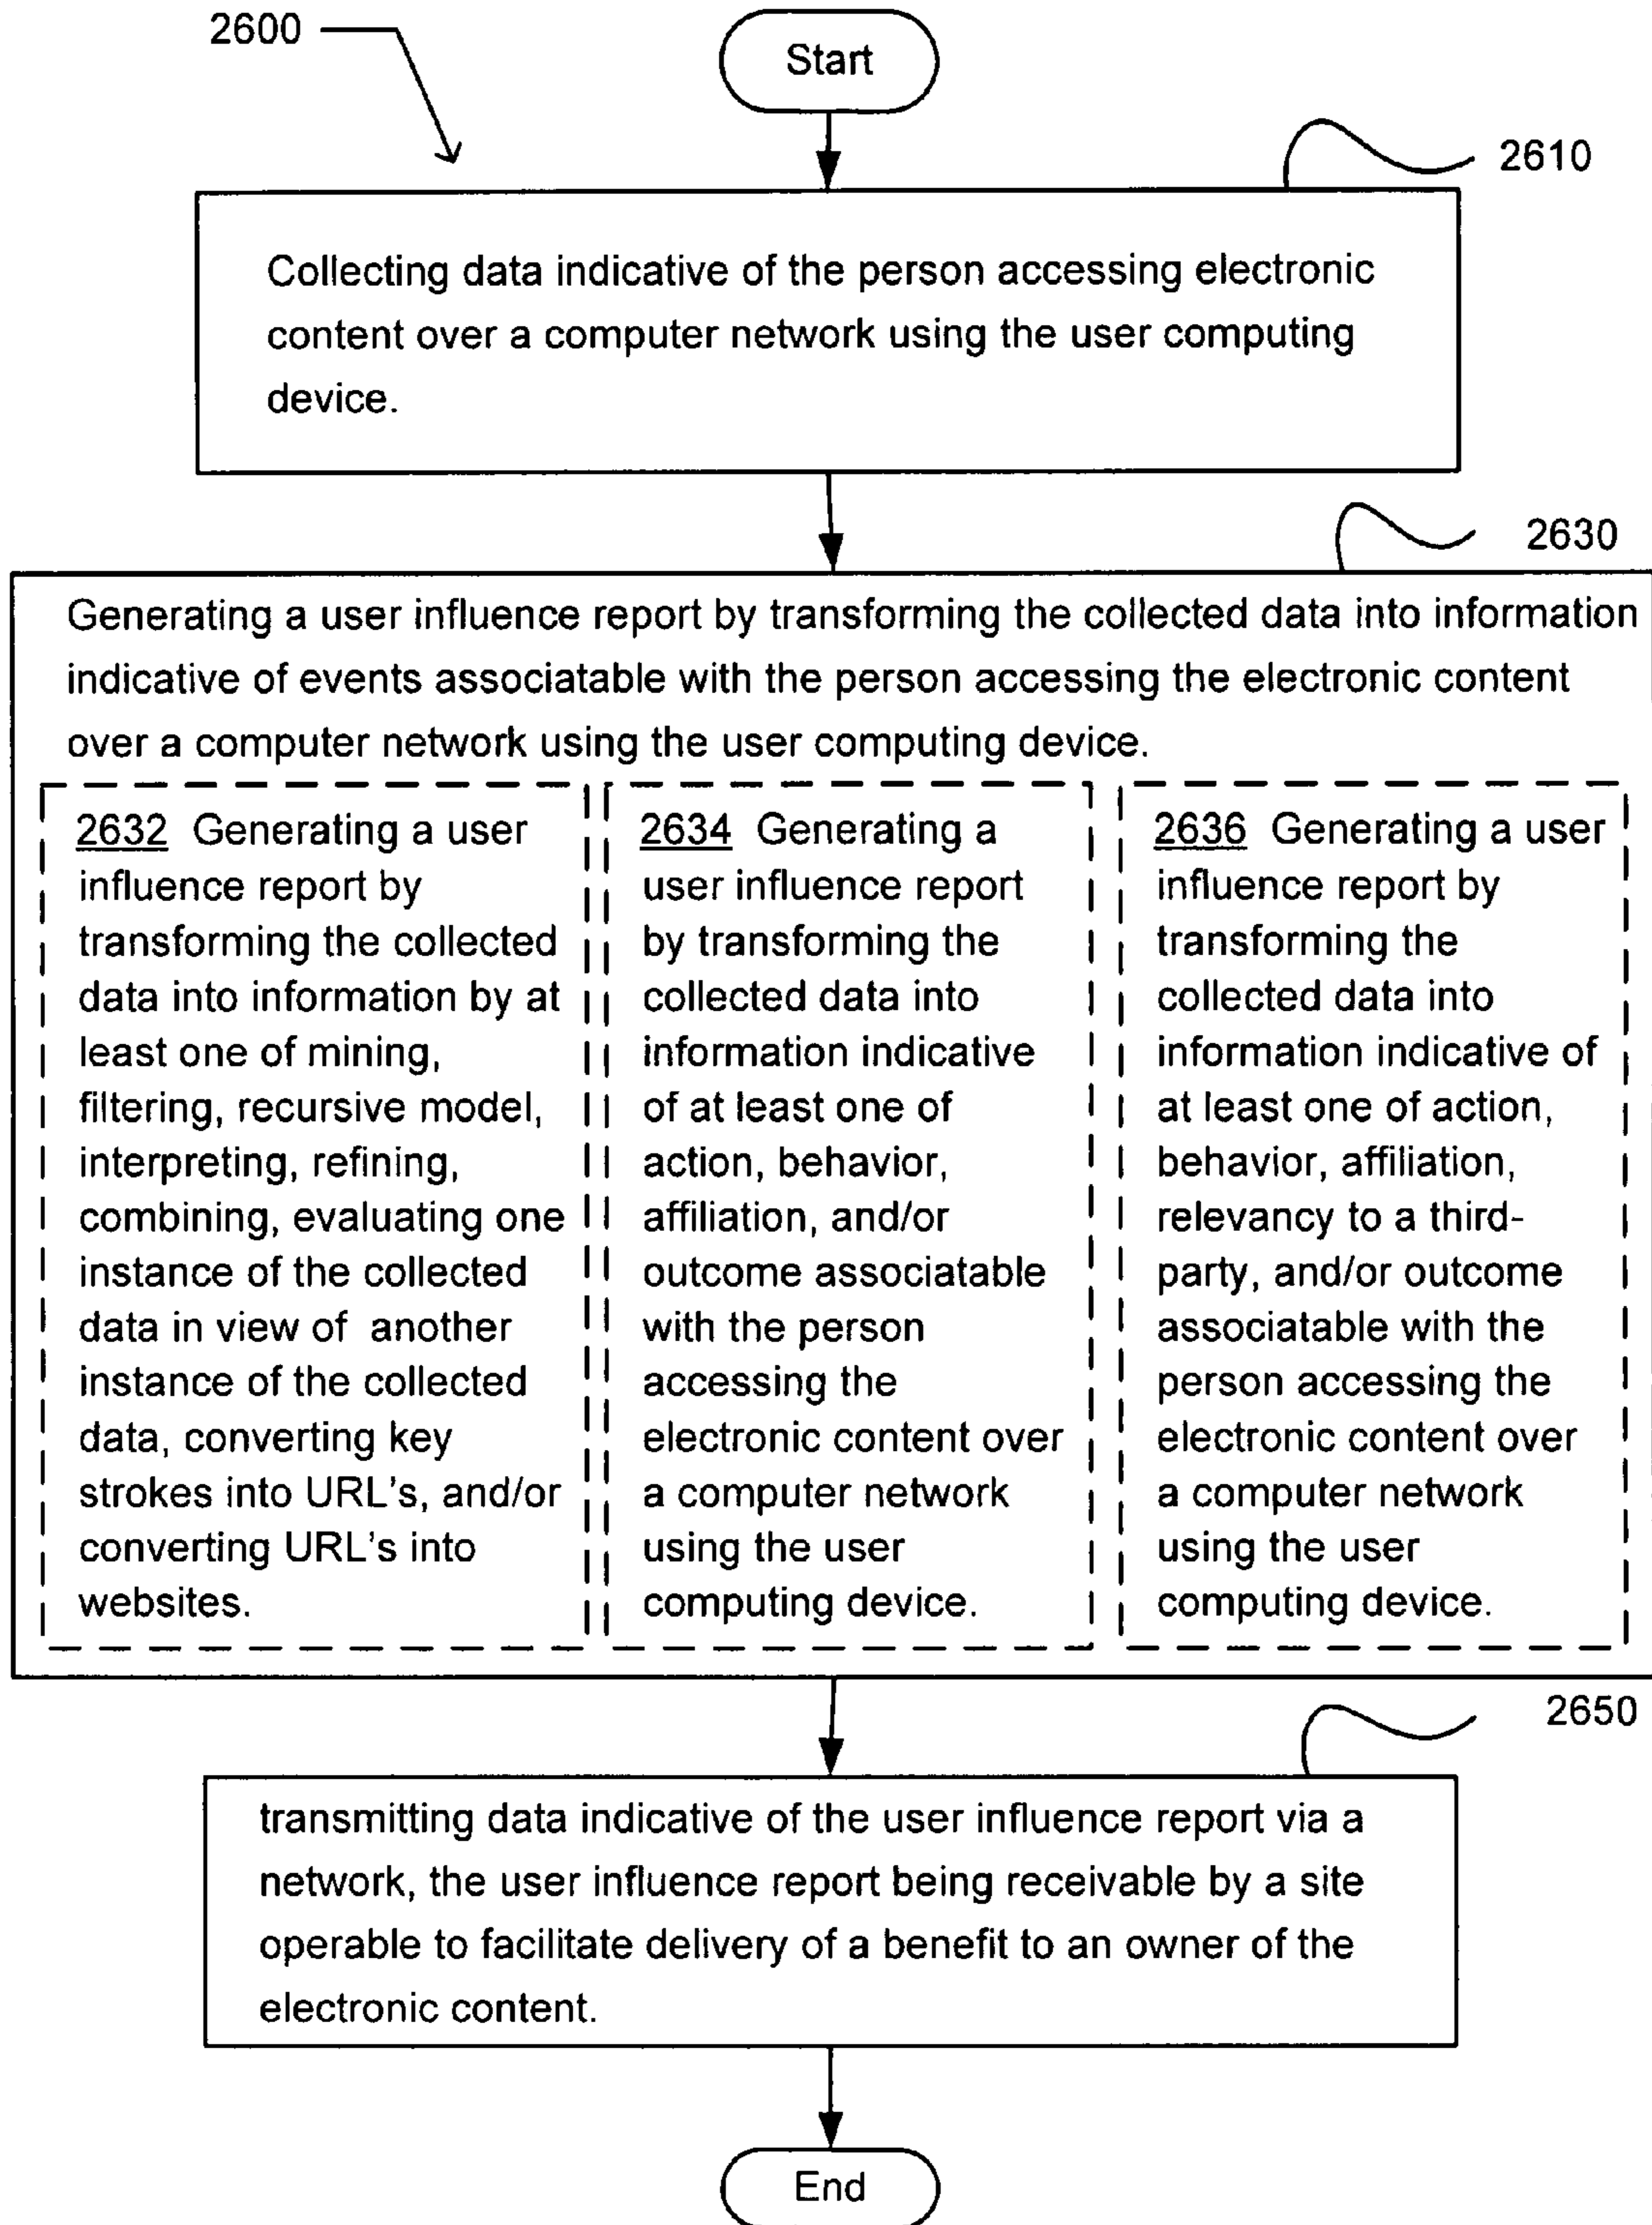 2600
Start
2610
Collecting data indicative of the person accessing electronic
content over a computer network using the user computing
device.
2630
Generating a user influence report by transforming the collected data into information
indicative of events associatable with the person accessing the electronic content
over a computer network using the user computing device.
2632 Generating a user
influence report by
transforming the collected
data into information by at
least one of mining,
filtering, recursive model,
interpreting, refining,
combining, evaluating one
instance of the collected
data in view of another
instance of the collected
data, converting key
strokes into URL's, and/or
converting URL's into
websites.
2634 Generating a
user influence report
by transforming the
collected data into
information indicative
of at least one of
action, behavior,
affiliation, and/or
outcome associatable
with the person
accessing the
electronic content over
a computer network
using the user
computing device.
2636 Generating a user
influence report by
transforming the
collected data into
information indicative of
at least one of action,
behavior, affiliation,
relevancy to a third-
party, and/or outcome
associatable with the
person accessing the
electronic content over
a computer network
using the user
computing device.
2650
transmitting data indicative of the user influence report via a
network, the user influence report being receivable by a site
operable to facilitate delivery of a benefit to an owner of the
electronic content.
End